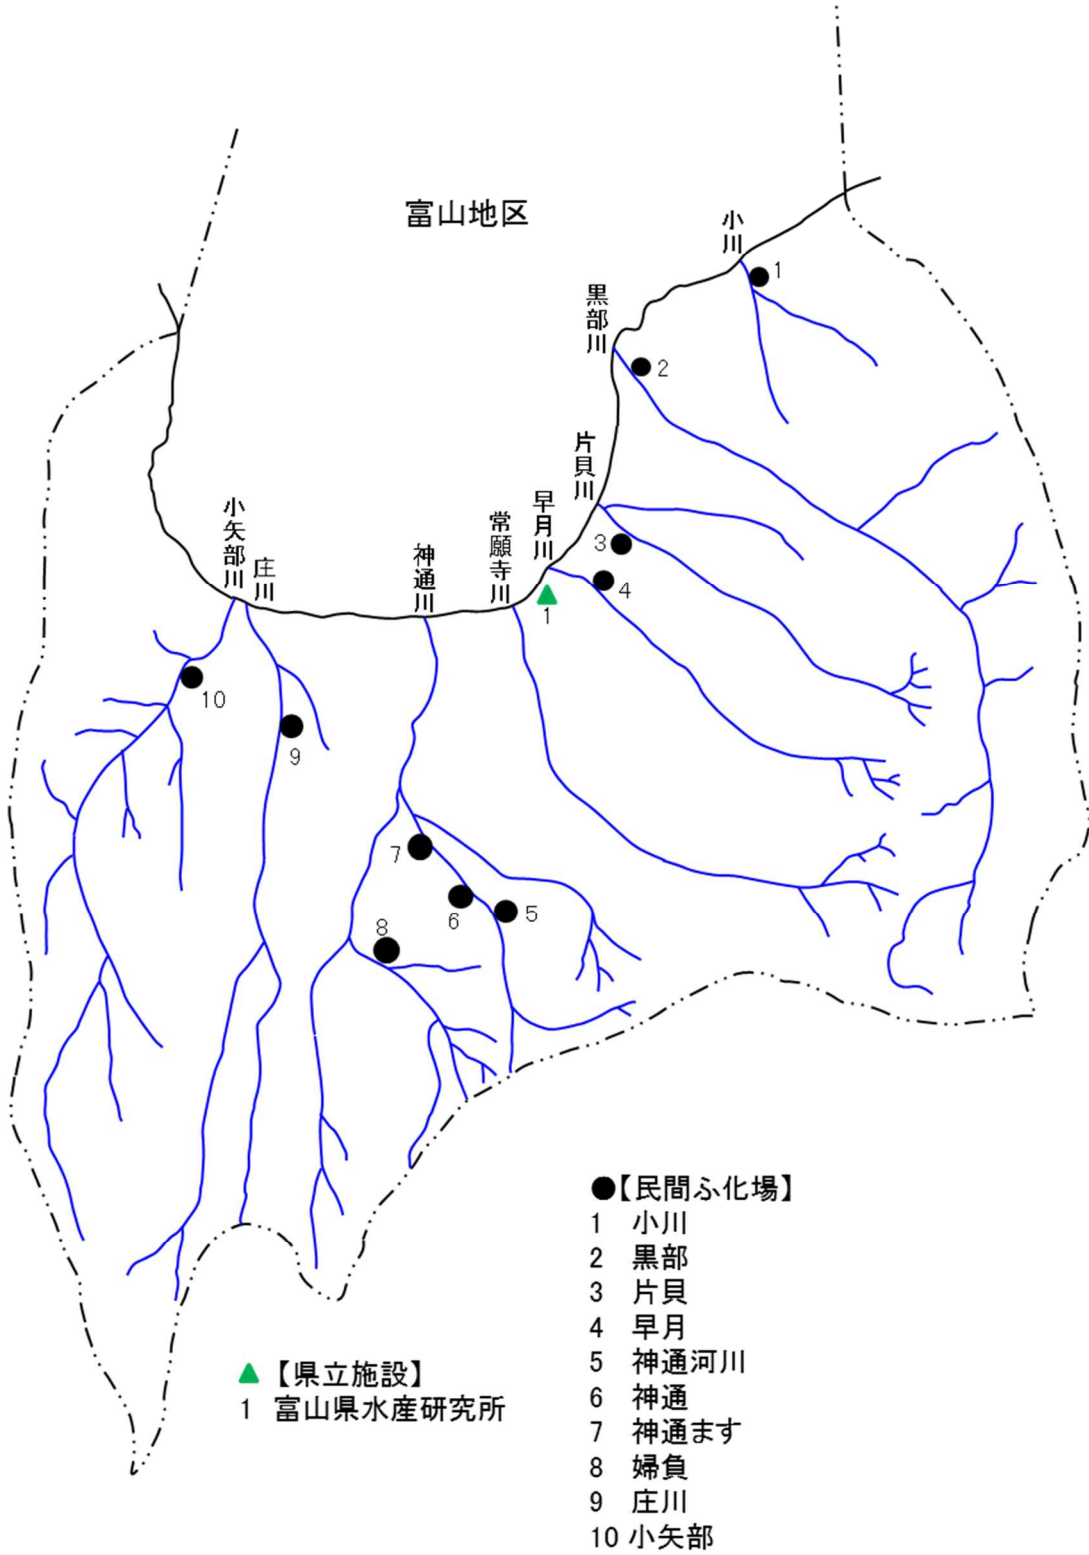 富山地区
小川
1
黒部川
2
片貝川
3
早月川
4
1
常願寺川
神通川
庄川
小矢部川
10
9
7
6
5
8
●【民間ふ化場】
1 小川
2 黒部
3 片貝
4 早月
5 神通河川
6 神通
7 神通ます
8 婦負
9 庄川
10 小矢部
▲【県立施設】
1 富山県水産研究所